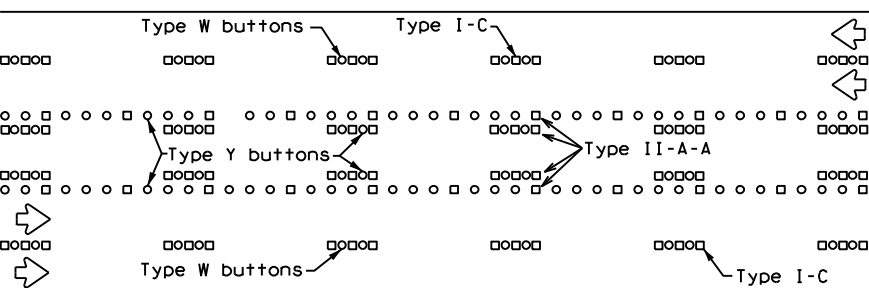 Type W buttons
Type I-C
Type Y buttons
Type II-A-A
Type W buttons
Type I-C